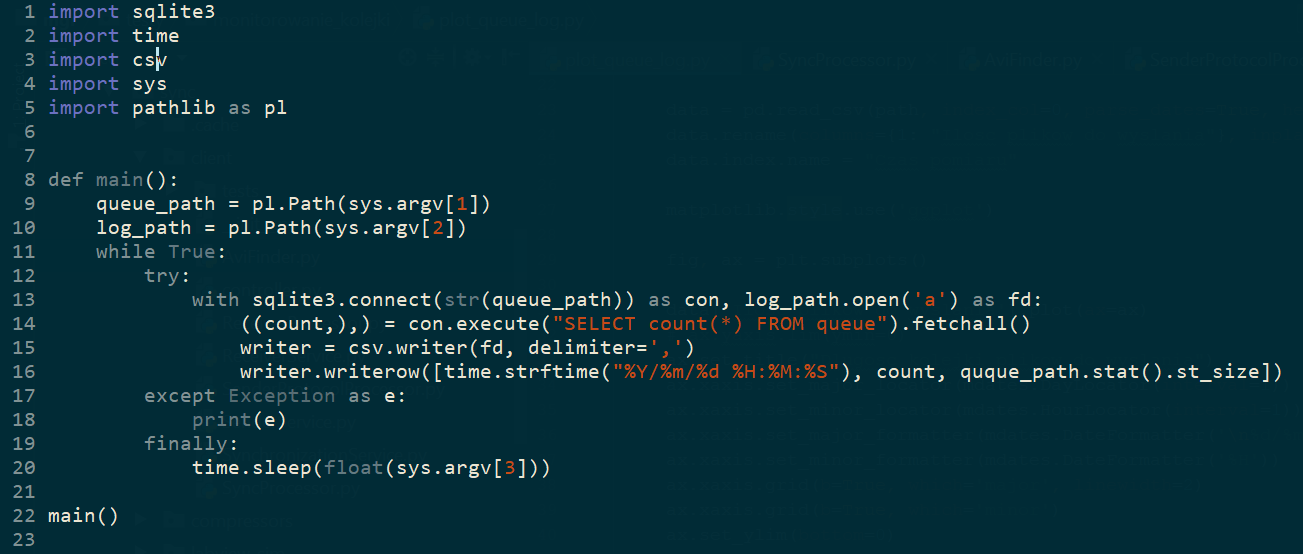 1 import sqlite3
2 import time
3 import csv
4 import sys
5 import pathlib as pl
6
7
8 def main():
9     queue_path = pl.Path(sys.argv[1])
10     log_path = pl.Path(sys.argv[2])
11     while True:
12         try:
13             with sqlite3.connect(str(queue_path)) as con, log_path.open('a') as fd:
14                 ((count,),) = con.execute("SELECT count(*) FROM queue").fetchall()
15                 writer = csv.writer(fd, delimiter=',')
16                 writer.writerow([time.strftime("%Y/%m/%d %H:%M:%S"), count, quque_path.stat().st_size])
17         except Exception as e:
18             print(e)
19         finally:
20             time.sleep(float(sys.argv[3]))
21
22 main()
23